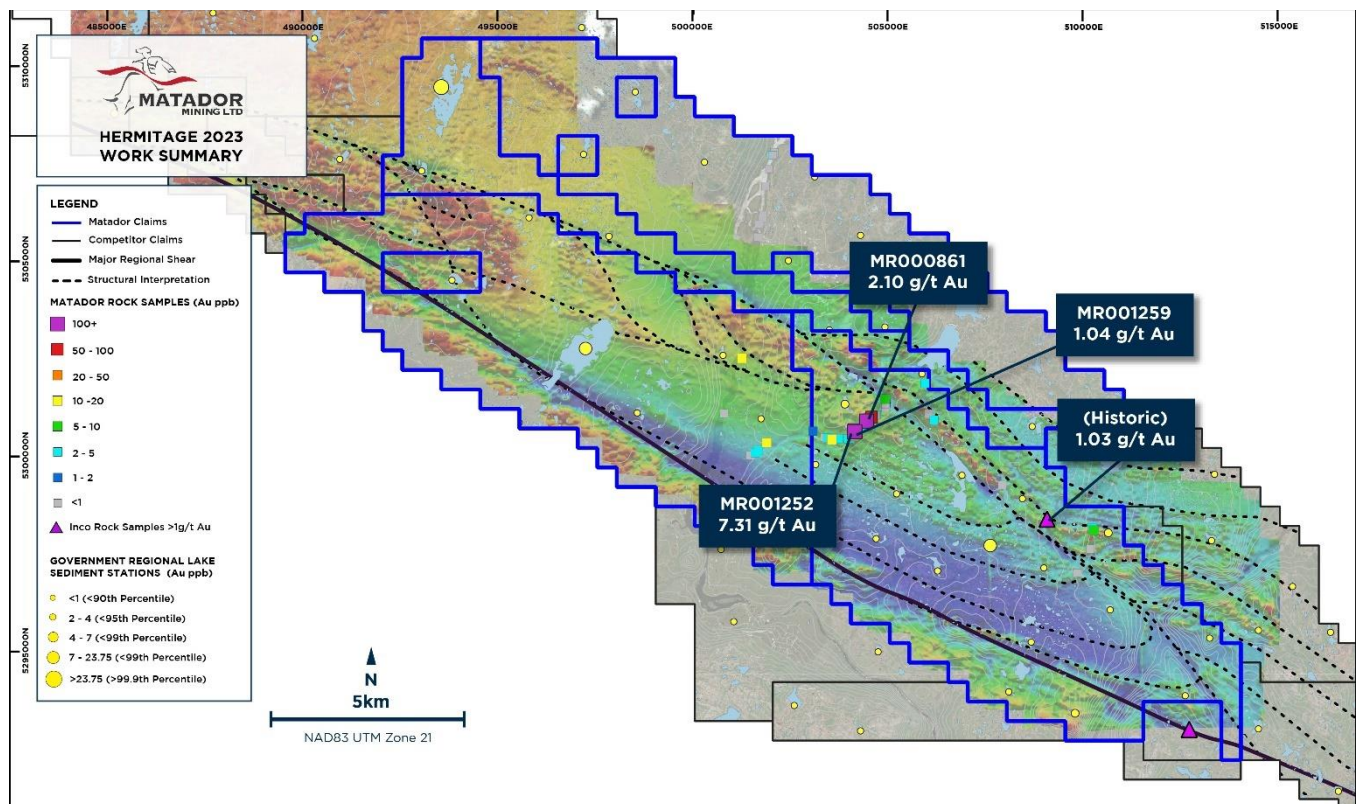 485000E
490000E
495000E
500000E
505000E
510000E
515000E
5310000N
5305000N
5300000N
5295000N
MATADOR
MINING LTD
HERMITAGE 2023
WORK SUMMARY
LEGEND
Matador Claims
Competitor Claims
Major Regional Shear
Structural Interpretation
MATADOR ROCK SAMPLES (Au ppb)
100+
50 - 100
20 - 50
10 -20
5 - 10
2 - 5
1 - 2
<1
Inco Rock Samples >1g/t Au
GOVERNMENT REGIONAL LAKE
SEDIMENT STATIONS (Au ppb)
<1 (<90th Percentile)
2 - 4 (<95th Percentile)
4 - 7 (<99th Percentile)
7 - 23.75 (<99th Percentile)
>23.75 (>99.9th Percentile)
MR000861
2.10 g/t Au
MR001259
1.04 g/t Au
(Historic)
1.03 g/t Au
MR001252
7.31 g/t Au
N
5km
NAD83 UTM Zone 21